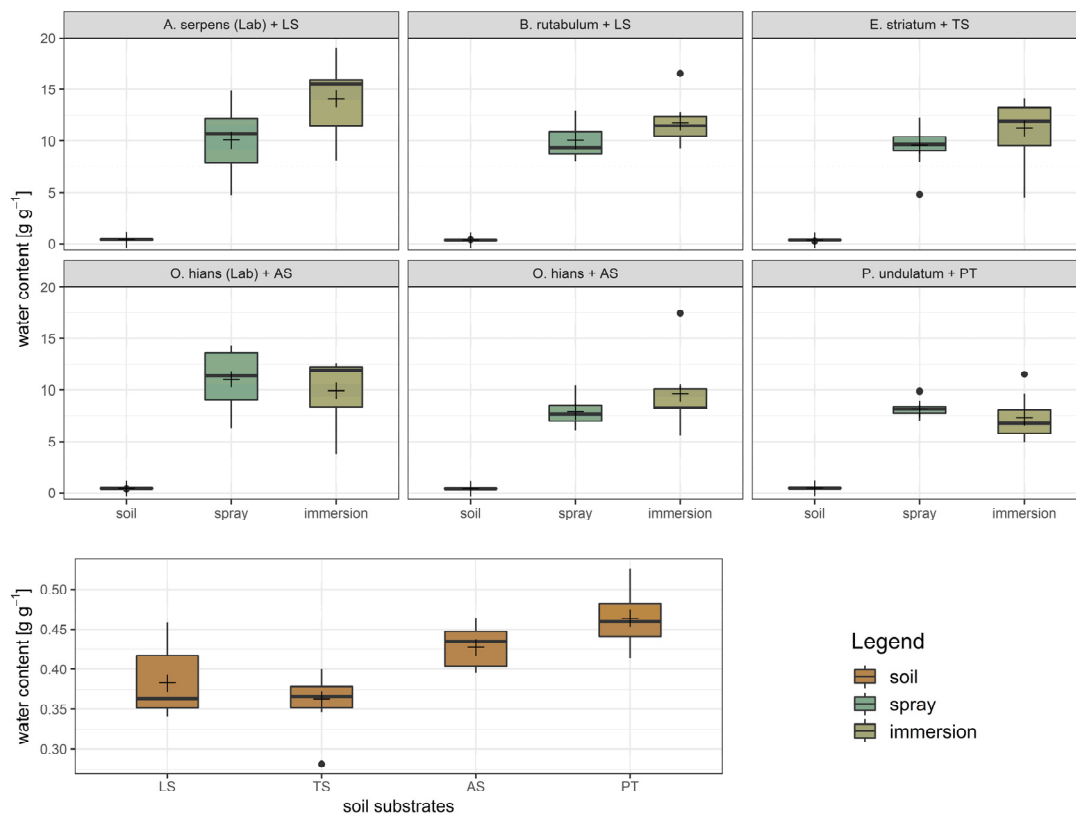 A. serpens (Lab) + LS
B. rutabulum + LS
E. striatum + TS
20
15
10
5
0
O. hians (Lab) + AS
O. hians + AS
P. undulatum + PT
20
15
10
5
0
water content [g g⁻¹]
soil
spray
immersion
soil
spray
immersion
soil
spray
immersion
water content [g g⁻¹]
0.50
0.45
0.40
0.35
0.30
LS
TS
AS
PT
soil substrates
Legend
soil
spray
immersion